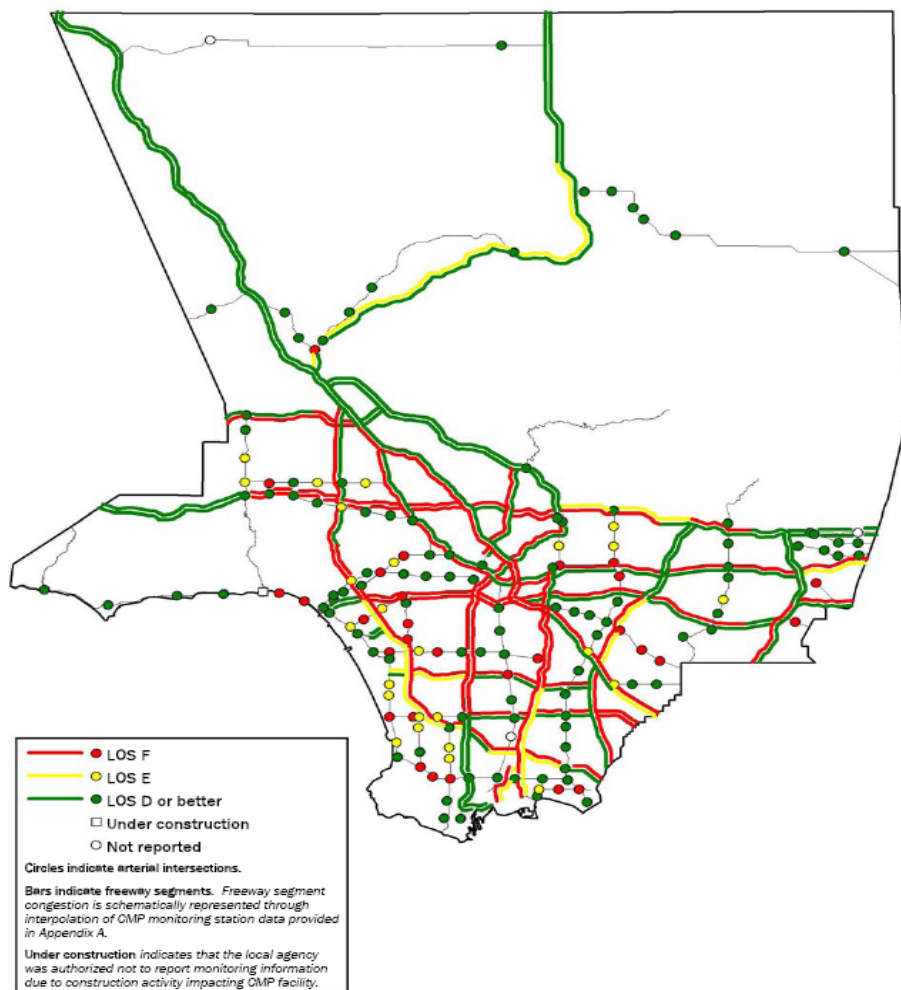 LOS F
LOS E
LOS D or better
Under construction
Not reported
Circles indicate arterial intersections.
Bars indicate freeway segments. Freeway segment
congestion is schematically represented through
interpolation of CMP monitoring station data provided
in Appendix A.
Under construction indicates that the local agency
was authorized not to report monitoring information
due to construction activity impacting CMP facility.